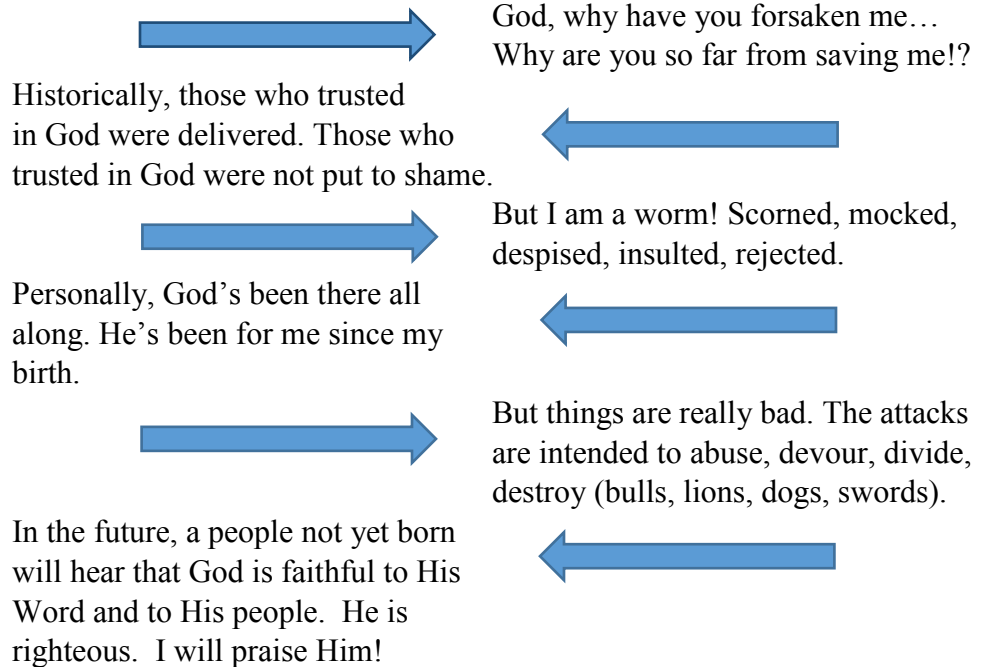 God, why have you forsaken me…
Why are you so far from saving me!?
Historically, those who trusted
in God were delivered. Those who
trusted in God were not put to shame.
But I am a worm! Scorned, mocked,
despised, insulted, rejected.
Personally, God’s been there all
along. He’s been for me since my
birth.
But things are really bad. The attacks
are intended to abuse, devour, divide,
destroy (bulls, lions, dogs, swords).
In the future, a people not yet born
will hear that God is faithful to His
Word and to His people.  He is
righteous.  I will praise Him!